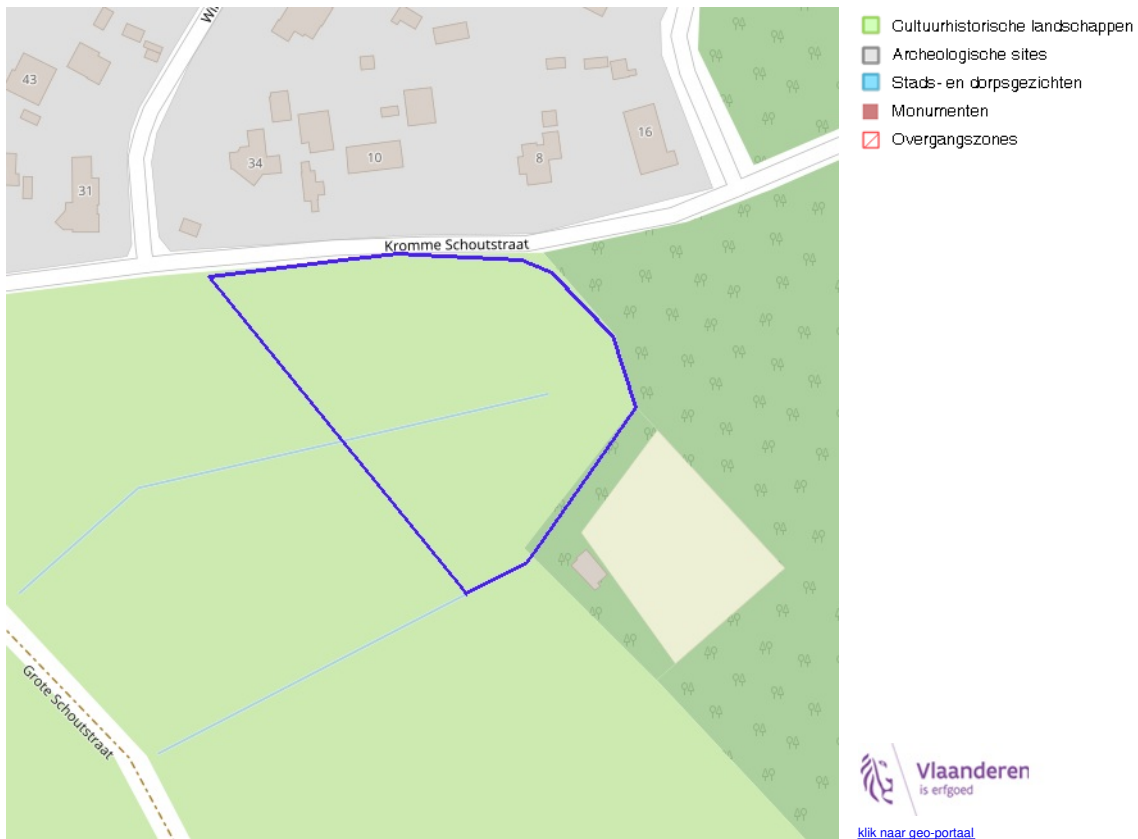 Cultuurhistorische landschappen
Archeologische sites
Stads- en dorpsgezichten
Monumenten
Overgangszones
43
31
34
10
8
16
Kromme Schoutstraat
Grote Schoutstraat
Vlaanderen
is erfgoed
klik naar geo-portaal